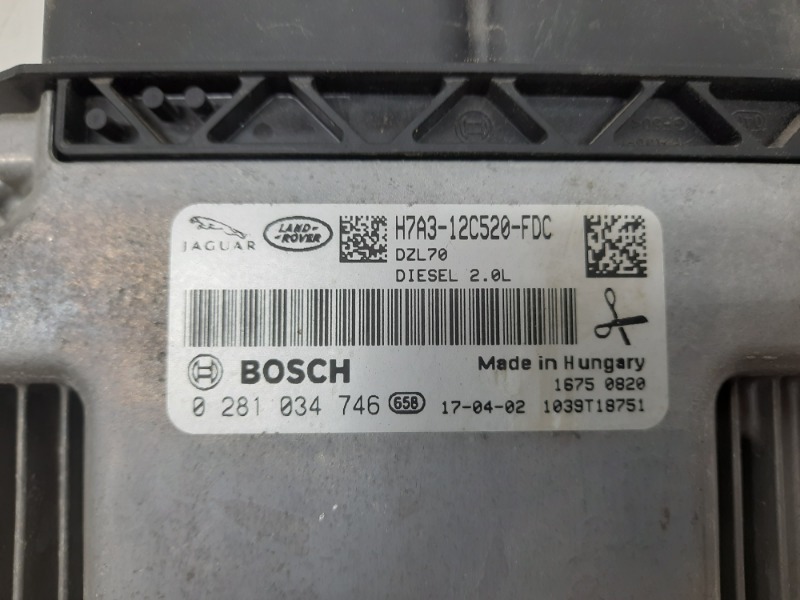 JAGUAR
LAND-
ROVER
H7A3-12C520-FDC
DZL70
DIESEL 2.0L
BOSCH
Made in Hungary
1675 0820
0 281 034 746 658 17-04-02 1039T18751